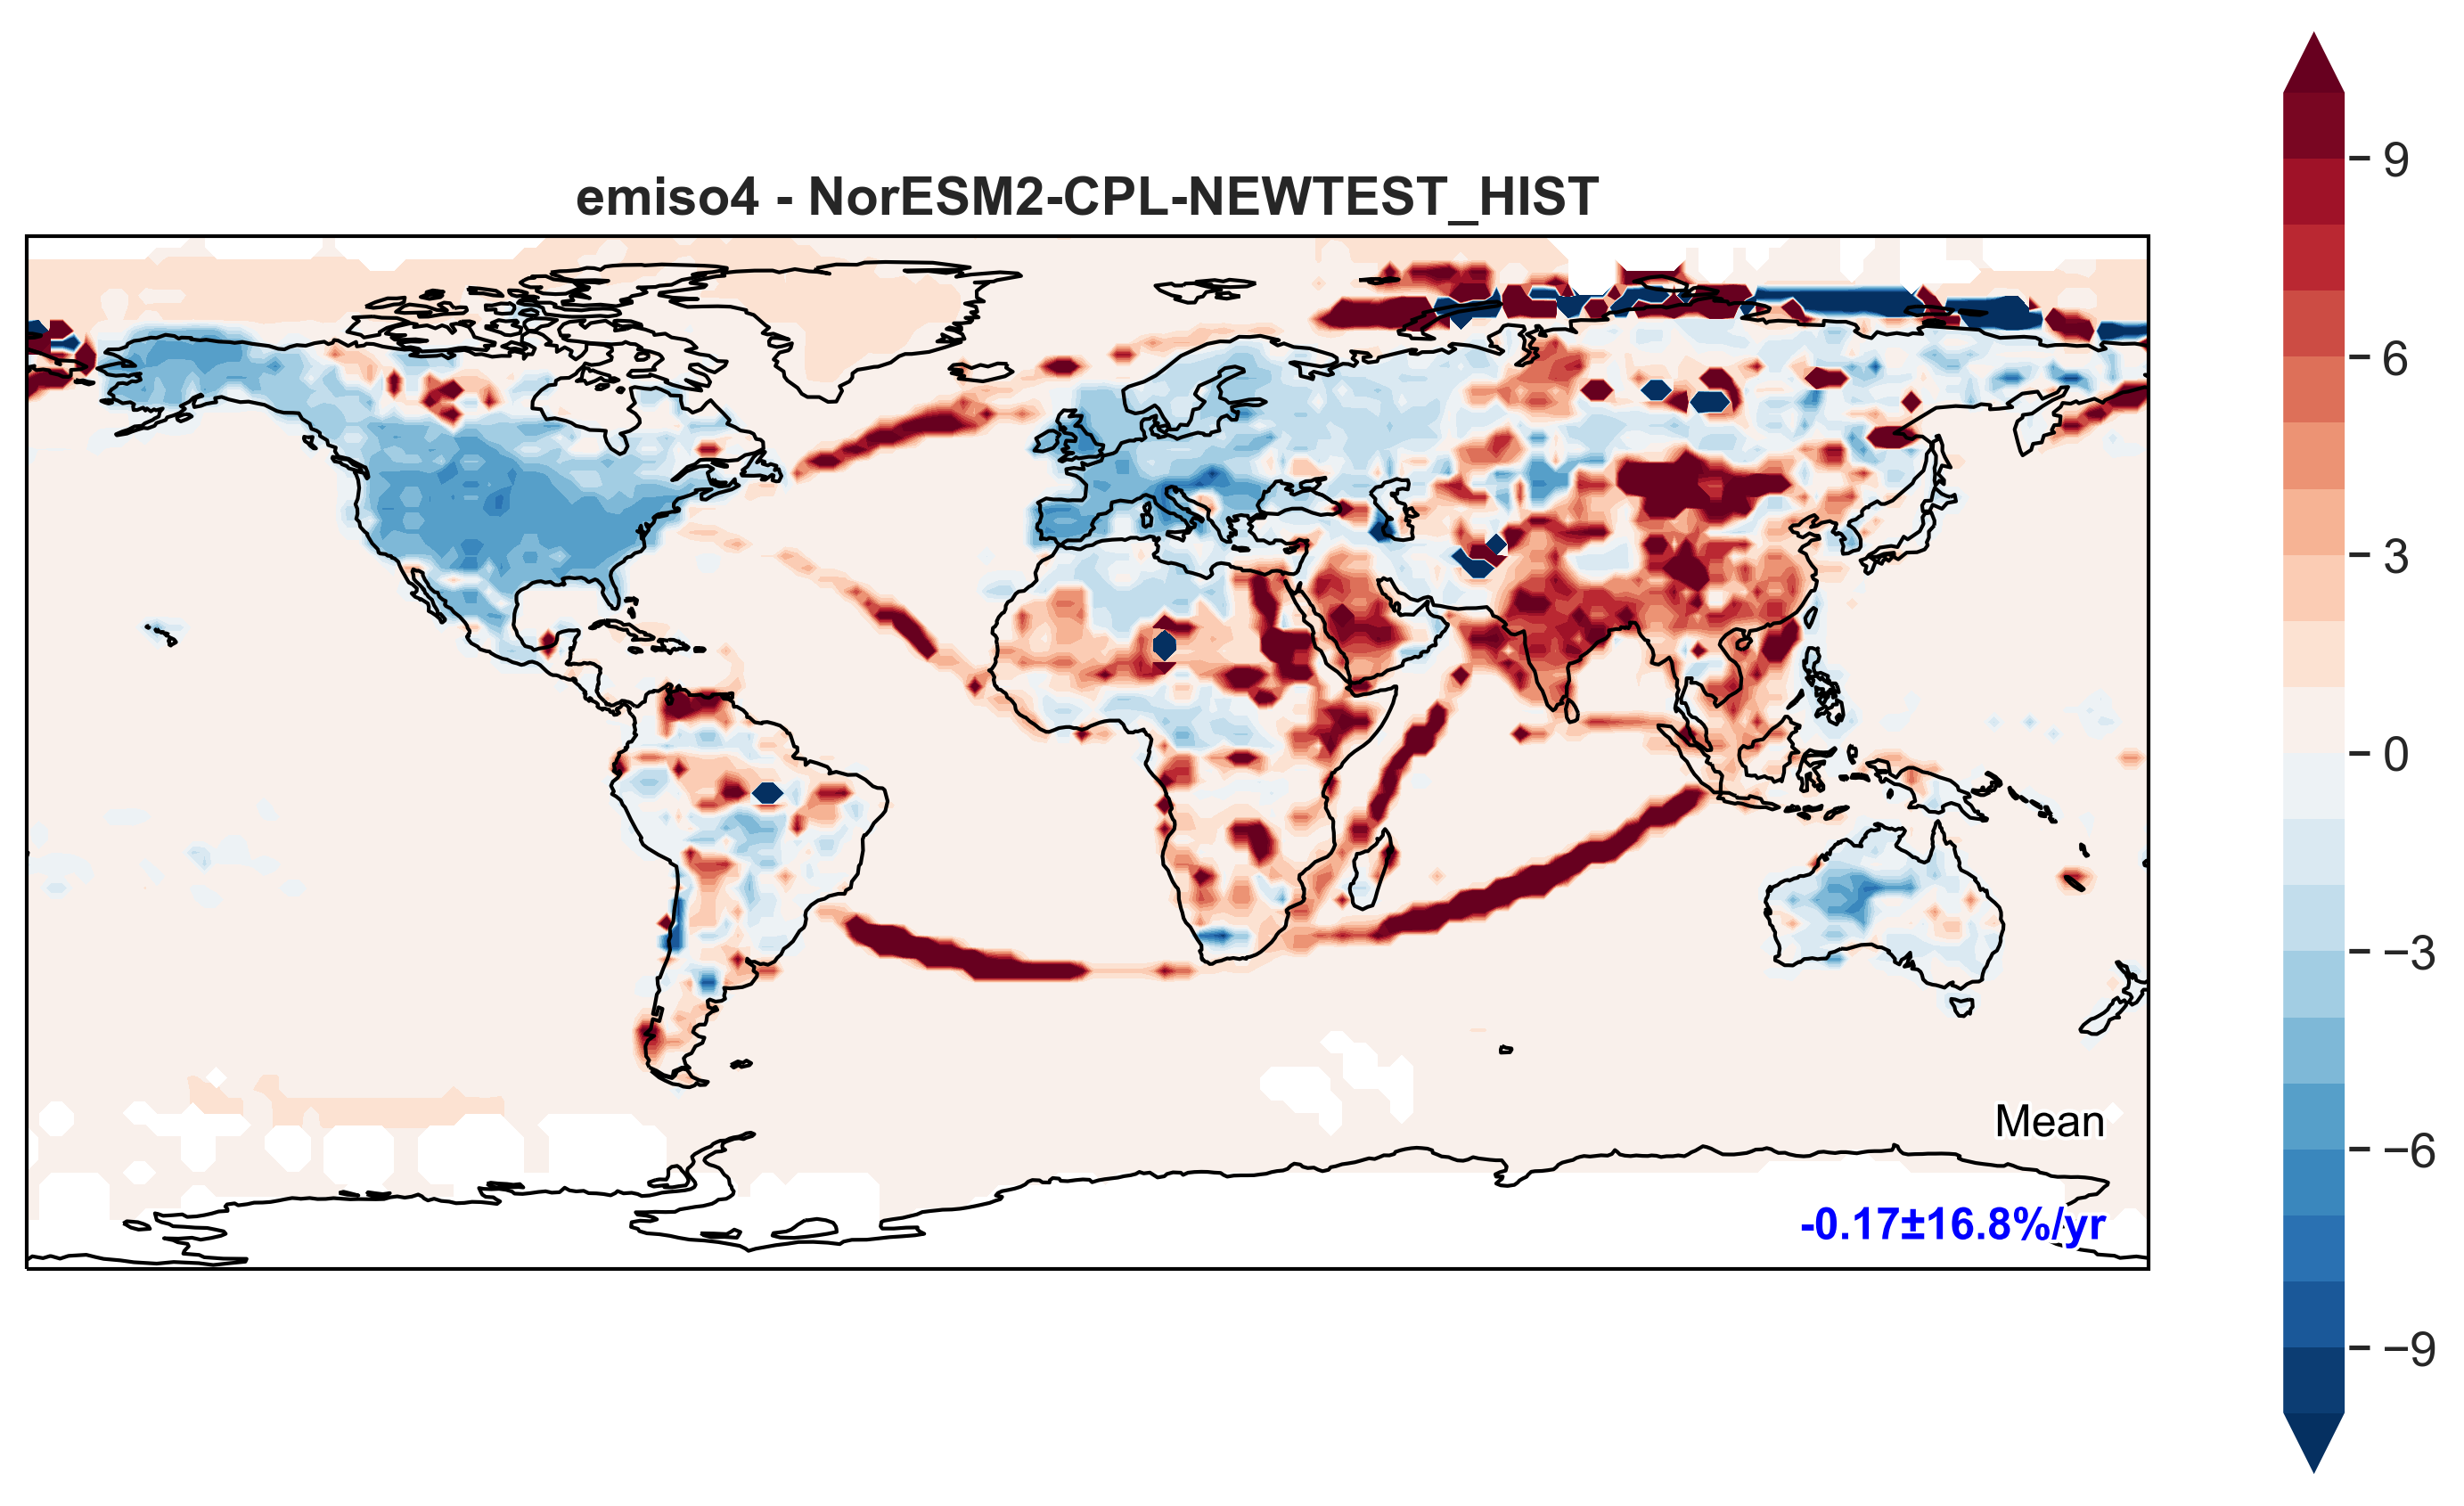 emiso4 - NorESM2-CPL-NEWTEST_HIST
9
6
3
0
−3
−6
−9
Mean
-0.17±16.8%/yr